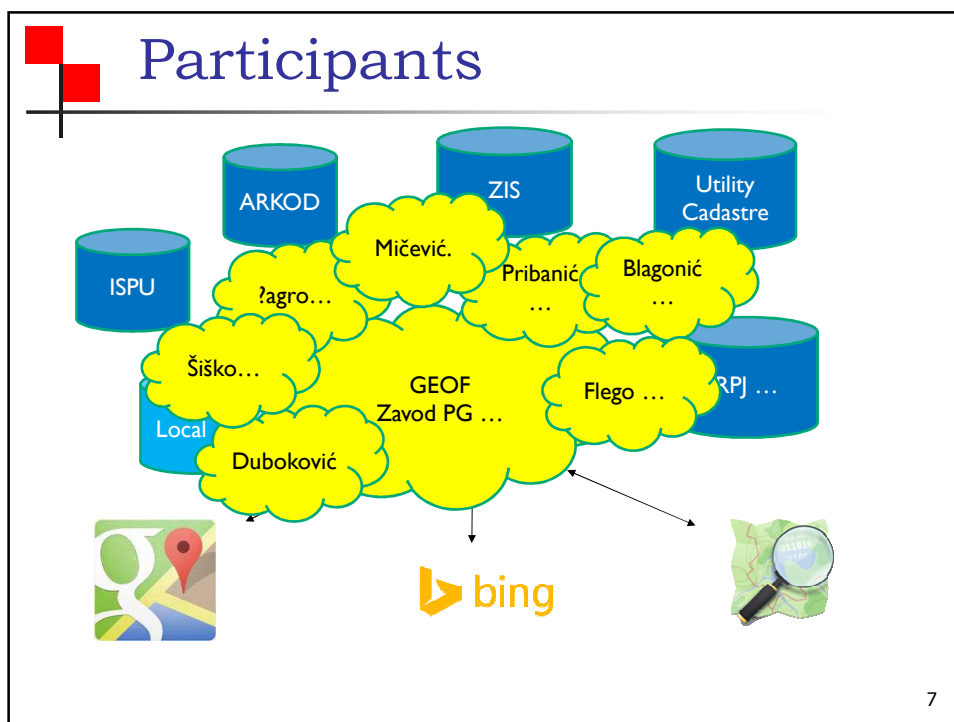 Participants
ARKOD
ZIS
Utility
Cadastre
ISPU
?agro…
Mičević.
Pribanić
…
Blagonić
…
Šiško…
GEOF
Zavod PG …
Flego …
RPJ …
Local
Duboković
g
bing
7